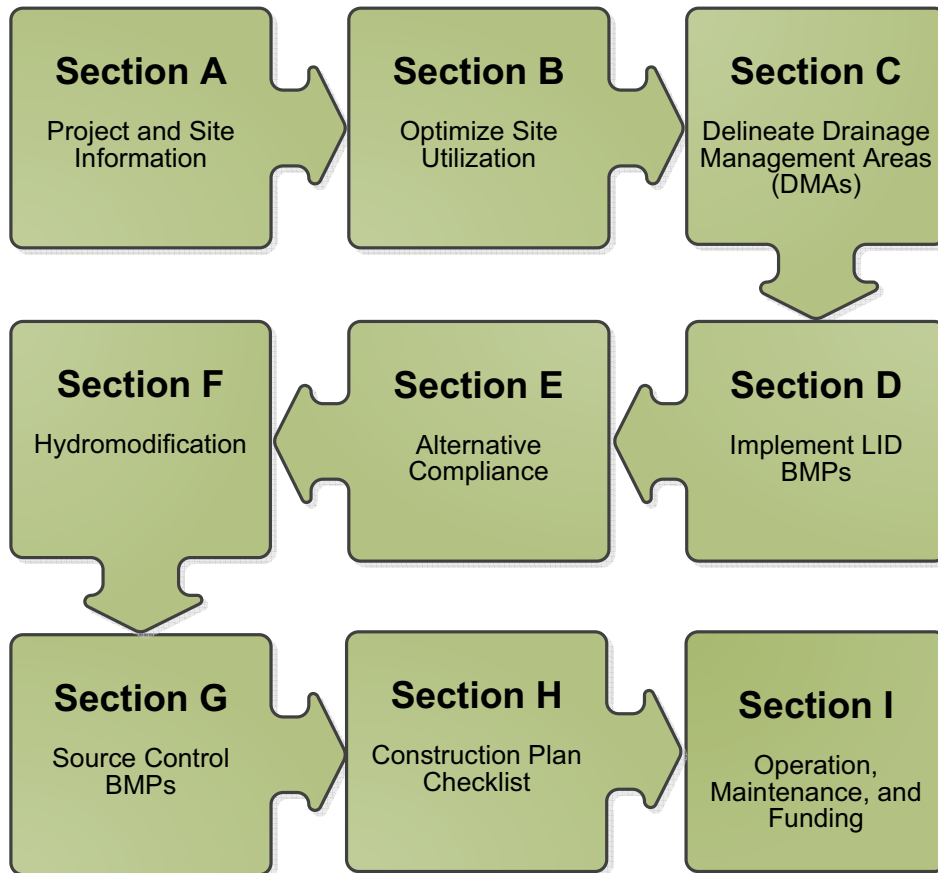 Section A
Project and Site
Information
Section B
Optimize Site
Utilization
Section C
Delineate Drainage
Management Areas
(DMAs)
Section D
Implement LID
BMPs
Section E
Alternative
Compliance
Section F
Hydromodification
Section G
Source Control
BMPs
Section H
Construction Plan
Checklist
Section I
Operation,
Maintenance, and
Funding